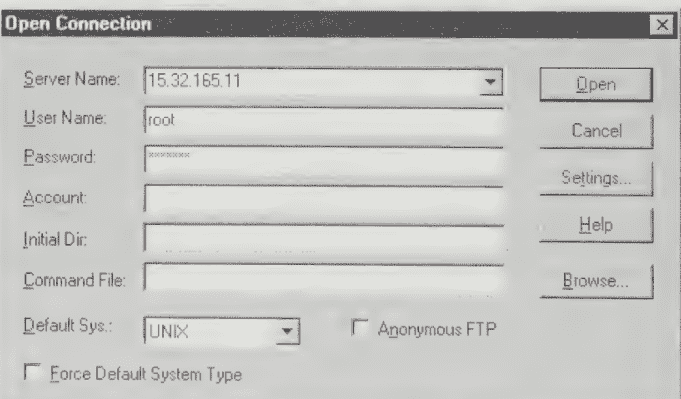 Open Connection
Server Name: 15.32.165.11 Open
User Name: root Cancel
Password: ******* Settings...
Account:
Initial Dir: Help
Command File: Browse...
Default Sys.: UNIX Anonymous FTP
Force Default System Type